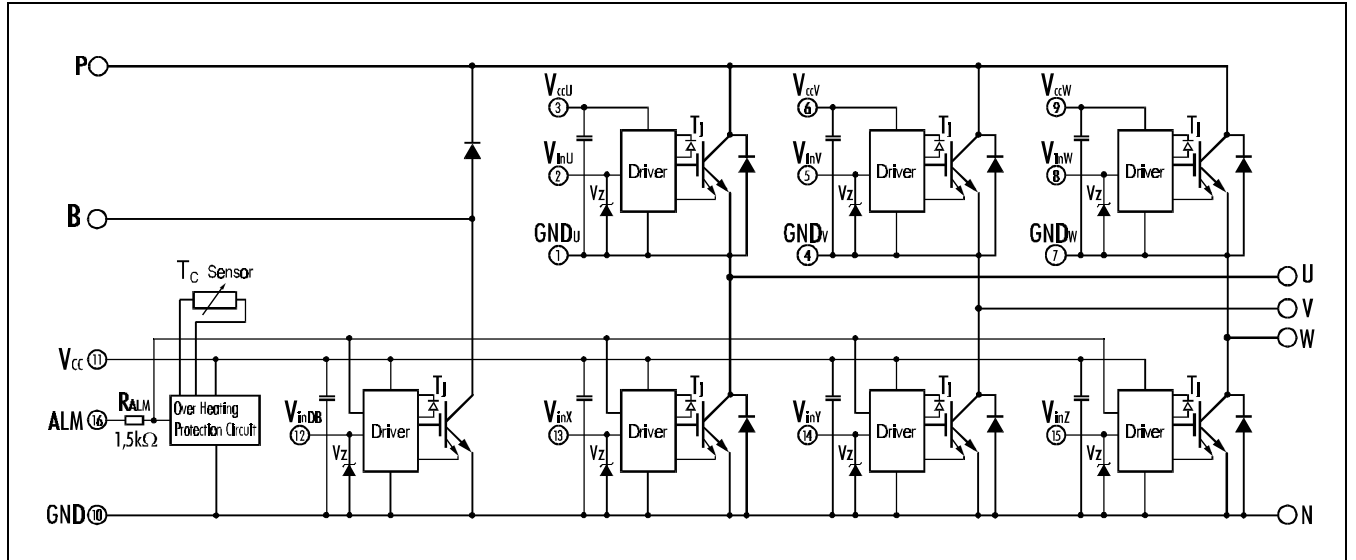 P
VccU
3
Tj
VinU
2
Vz
Driver
GNDU
1
VccV
6
Tj
VinV
5
Vz
Driver
GNDV
4
VccW
9
Tj
VinW
8
Vz
Driver
GNDW
7
B
TC Sensor
U
V
W
Vcc 11
RALM
ALM 16
1,5kΩ
Over Heating
Protection Circuit
VinDB
12
Vz
Driver
Tj
VinX
13
Vz
Driver
Tj
VinY
14
Vz
Driver
Tj
VinZ
15
Vz
Driver
Tj
GND 10
N